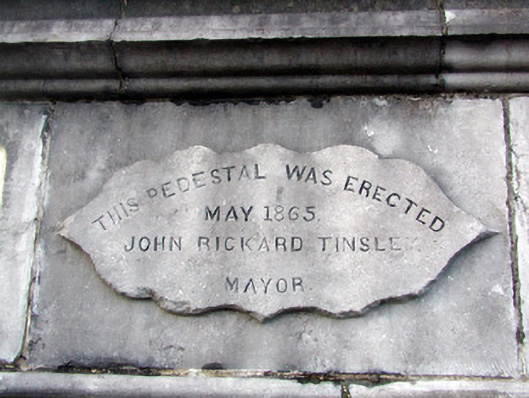 THIS PEDESTAL WAS ERECTED
MAY 1865.
JOHN RICKARD TINSLEY
MAYOR.